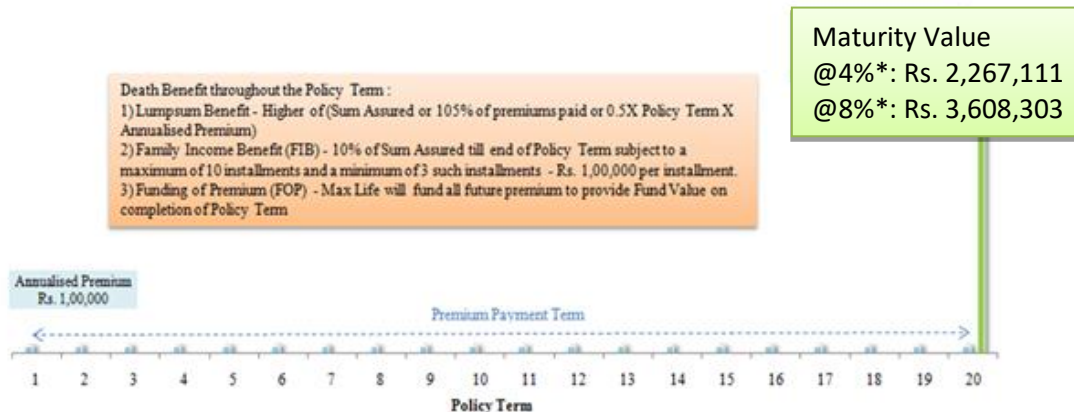 Maturity Value
@4%*: Rs. 2,267,111
@8%*: Rs. 3,608,303
Death Benefit throughout the Policy Term :
1) Lumpsum Benefit - Higher of (Sum Assured or 105% of premiums paid or 0.5X Policy Term X
Annualised Premium)
2) Family Income Benefit (FIB) - 10% of Sum Assured till end of Policy Term subject to a
maximum of 10 installments and a minimum of 3 such installments - Rs. 1,00,000 per installment.
3) Funding of Premium (FOP) - Max Life will fund all future premium to provide Fund Value on
completion of Policy Term
Annualised Premium
Rs. 1,00,000
Premium Payment Term
1 2 3 4 5 6 7 8 9 10 11 12 13 14 15 16 17 18 19 20
Policy Term